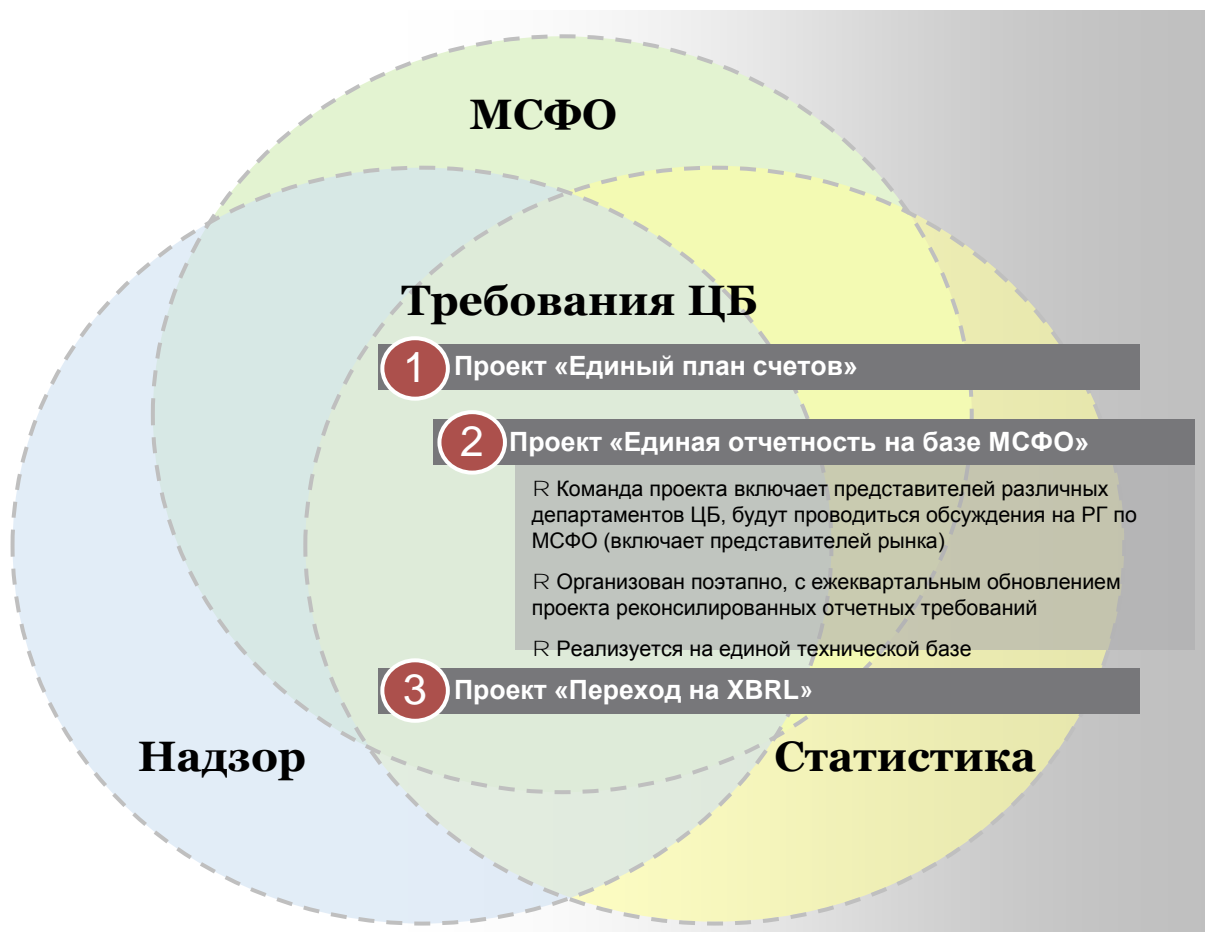 МСФО
Требования ЦБ
1 Проект «Единый план счетов»
2 Проект «Единая отчетность на базе МСФО»
R Команда проекта включает представителей различных
департаментов ЦБ, будут проводиться обсуждения на РГ по
МСФО (включает представителей рынка)
R Организован поэтапно, с ежеквартальным обновлением
проекта реконсилированных отчетных требований
R Реализуется на единой технической базе
3 Проект «Переход на XBRL»
Надзор
Статистика